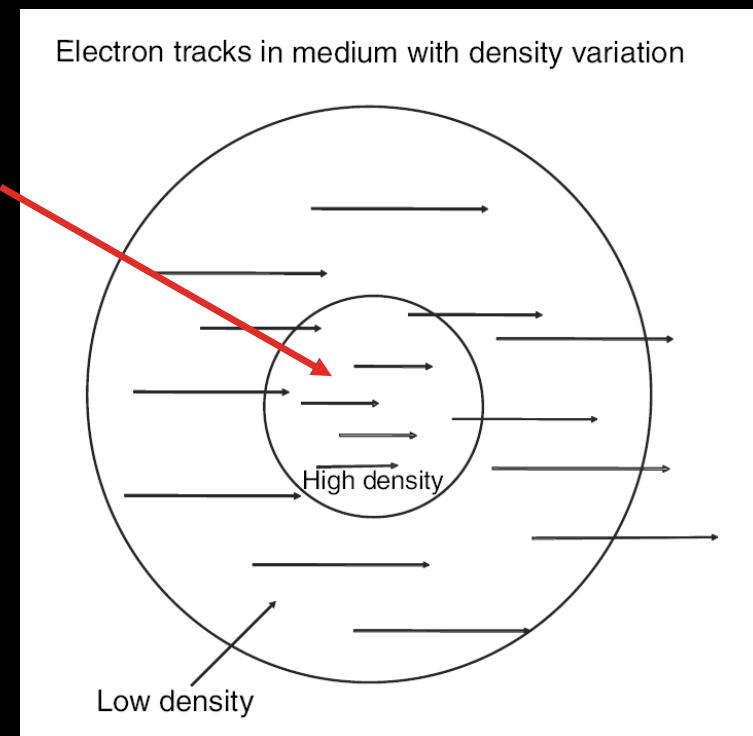 Electron tracks in medium with density variation
High density
Low density